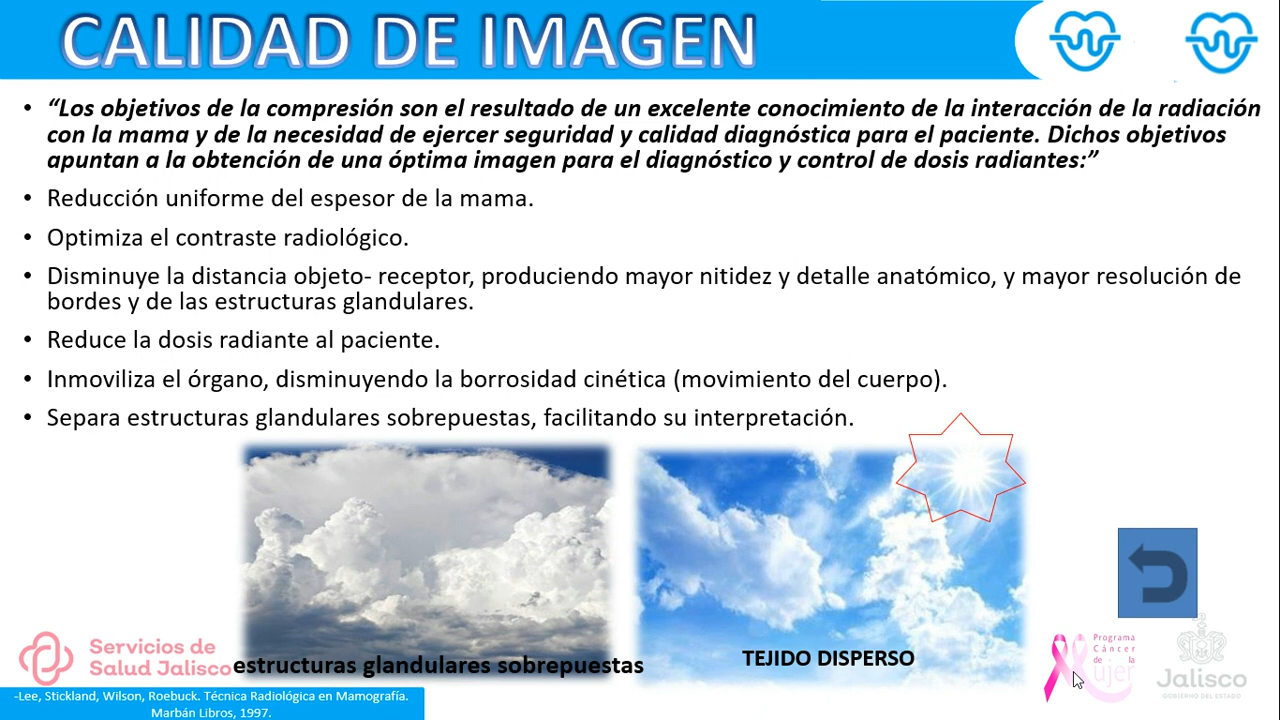 CALIDAD DE IMAGEN
• “Los objetivos de la compresión son el resultado de un excelente conocimiento de la interacción de la radiación
con la mama y de la necesidad de ejercer seguridad y calidad diagnóstica para el paciente. Dichos objetivos
apuntan a la obtención de una óptima imagen para el diagnóstico y control de dosis radiantes:”
• Reducción uniforme del espesor de la mama.
• Optimiza el contraste radiológico.
• Disminuye la distancia objeto- receptor, produciendo mayor nitidez y detalle anatómico, y mayor resolución de
bordes y de las estructuras glandulares.
• Reduce la dosis radiante al paciente.
• Inmoviliza el órgano, disminuyendo la borrosidad cinética (movimiento del cuerpo).
• Separa estructuras glandulares sobrepuestas, facilitando su interpretación.
estructuras glandulares sobrepuestas
TEJIDO DISPERSO
Servicios de
Salud Jalisco
-Lee, Stickland, Wilson, Roebuck. Técnica Radiológica en Mamografía.
Marbán Libros, 1997.
Programa
Cáncer
de la
Mujer
Jalisco
GOBIERNO DEL ESTADO